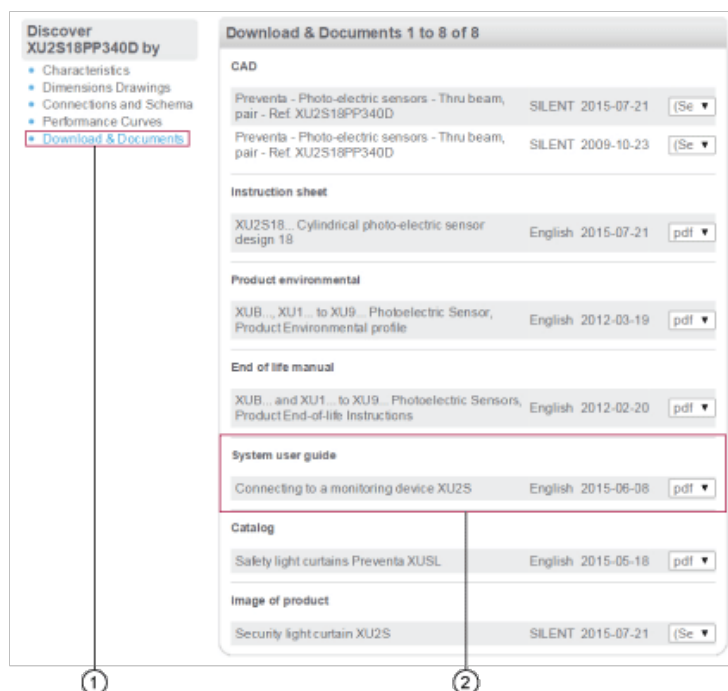 Discover
XU2S18PP340D by
Characteristics
Dimensions Drawings
Connections and Schema
Performance Curves
Download & Documents
Download & Documents 1 to 8 of 8
CAD
Preventa - Photo-electric sensors - Thru beam, SILENT 2015-07-21 (Se
pair - Ref. XU2S18PP340D
Preventa - Photo-electric sensors - Thru beam, SILENT 2009-10-23 (Se
pair - Ref. XU2S18PP340D
Instruction sheet
XU2S18... Cylindrical photo-electric sensor English 2015-07-21 pdf
design 18
Product environmental
XUB..., XU1... to XU9... Photoelectric Sensor, English 2012-03-19 pdf
Product Environmental profile
End of life manual
XUB... and XU1... to XU9... Photoelectric Sensors, English 2012-02-20 pdf
Product End-of-life Instructions
System user guide
Connecting to a monitoring device XU2S English 2015-06-08 pdf
Catalog
Safety light curtains Preventa XUSL English 2015-05-18 pdf
Image of product
Security light curtain XU2S SILENT 2015-07-21 (Se
1 2